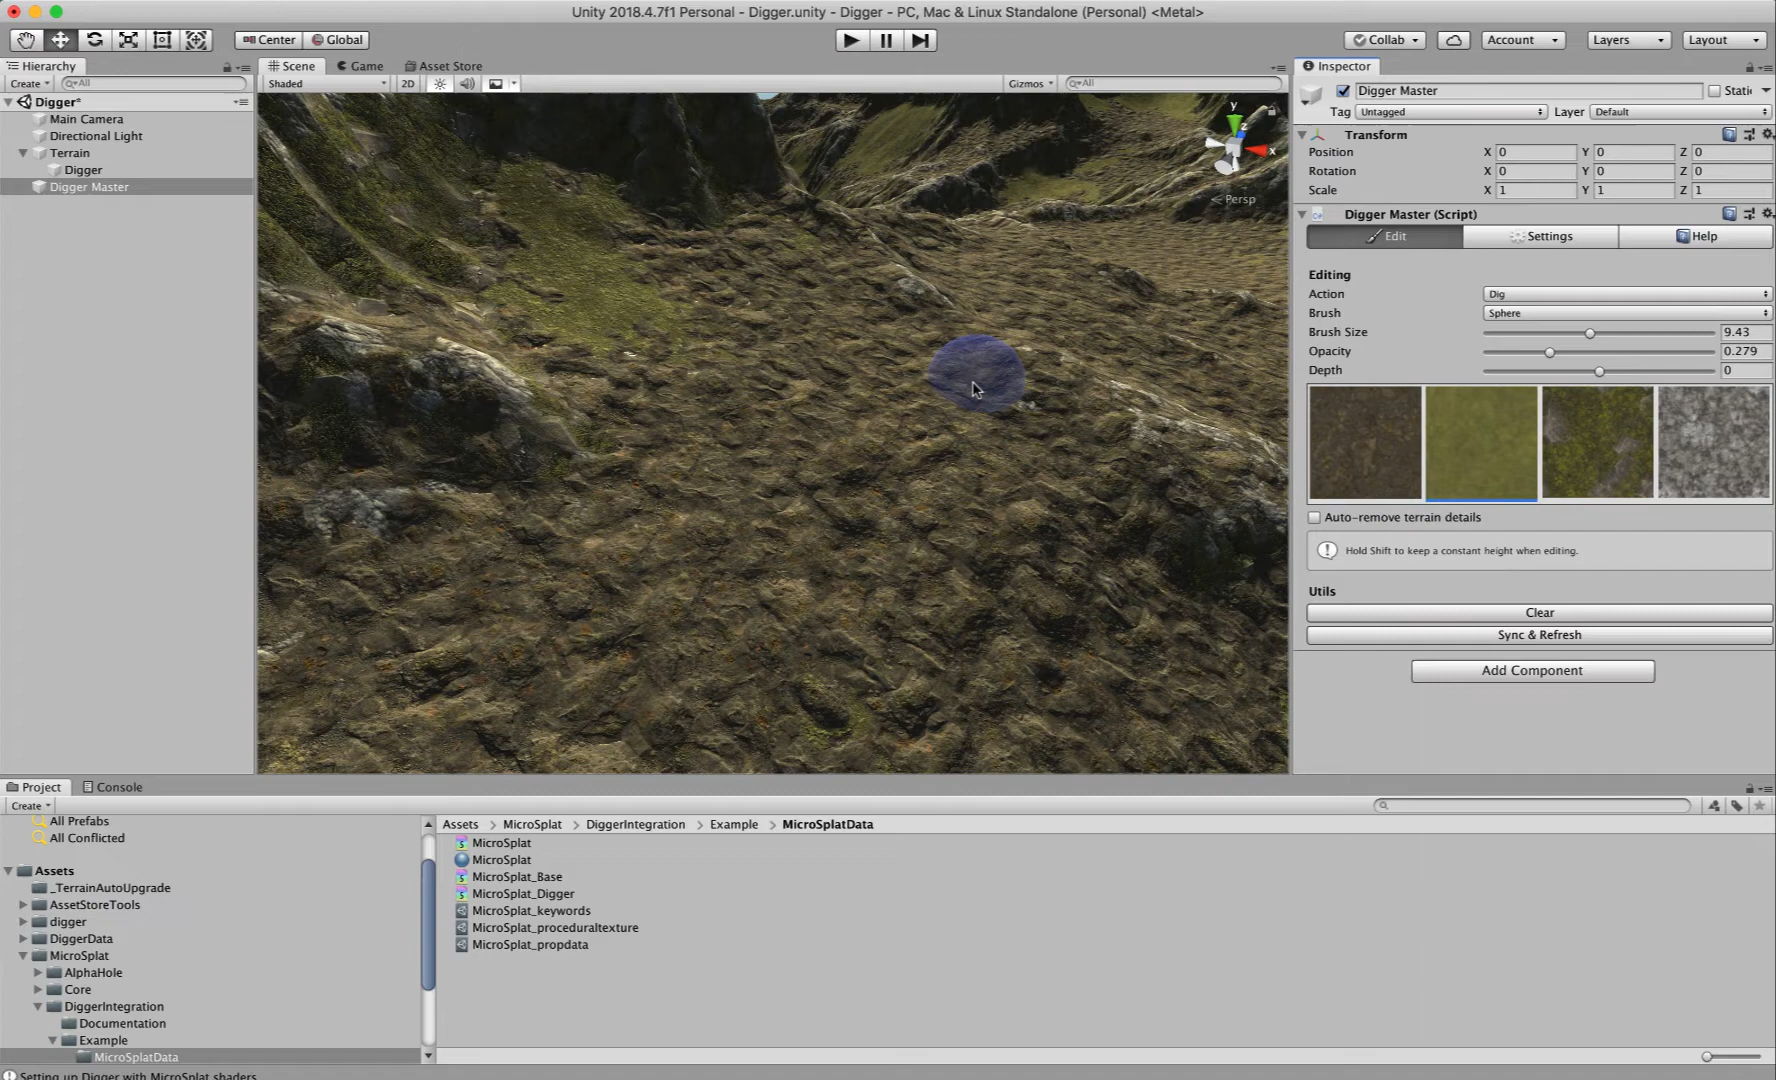 Unity 2018.4.7f1 Personal - Digger.unity - Digger - PC, Mac & Linux Standalone (Personal) <Metal>
Center Global Collab Account Layers Layout
Hierarchy
Create All
Digger*
Main Camera
Directional Light
Terrain
Digger
Digger Master
Scene Game Asset Store
Shaded 2D Gizmos All
y
z
x
Persp
Inspector
Digger Master Stati
Tag Untagged Layer Default
Transform
Position X 0 Y 0 Z 0
Rotation X 0 Y 0 Z 0
Scale X 1 Y 1 Z 1
Digger Master (Script)
Edit Settings Help
Editing
Action Dig
Brush Sphere
Brush Size 9.43
Opacity 0.279
Depth 0
Auto-remove terrain details
Hold Shift to keep a constant height when editing.
Utils
Clear
Sync & Refresh
Add Component
Project Console
Create
All Prefabs
All Conflicted
Assets
_TerrainAutoUpgrade
AssetStoreTools
digger
DiggerData
MicroSplat
AlphaHole
Core
DiggerIntegration
Documentation
Example
MicroSplatData
Assets > MicroSplat > DiggerIntegration > Example > MicroSplatData
MicroSplat
MicroSplat
MicroSplat_Base
MicroSplat_Digger
MicroSplat_keywords
MicroSplat_proceduraltexture
MicroSplat_propdata
Setting up Digger with MicroSplat shaders